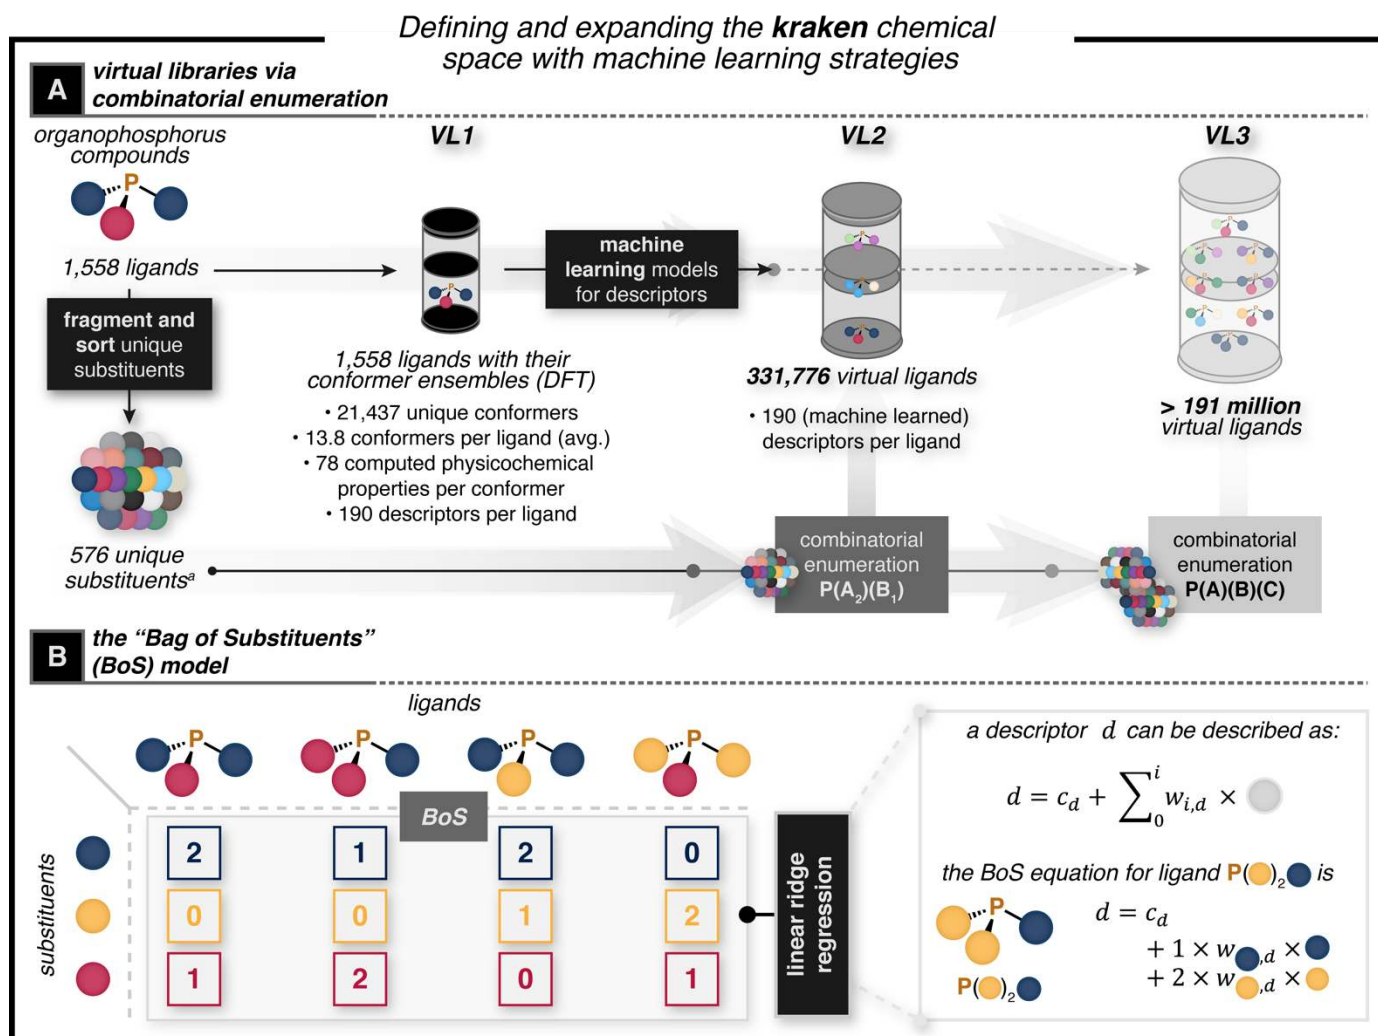 Defining and expanding the kraken chemical
space with machine learning strategies
A
virtual libraries via
combinatorial enumeration
organophosphorus
compounds
P
1,558 ligands
fragment and
sort unique
substituents
576 unique
substituentsᵃ
VL1
1,558 ligands with their
conformer ensembles (DFT)
• 21,437 unique conformers
• 13.8 conformers per ligand (avg.)
• 78 computed physicochemical
properties per conformer
• 190 descriptors per ligand
machine
learning models
for descriptors
VL2
331,776 virtual ligands
• 190 (machine learned)
descriptors per ligand
combinatorial
enumeration
P(A₂)(B₁)
VL3
> 191 million
virtual ligands
combinatorial
enumeration
P(A)(B)(C)
B
the “Bag of Substituents”
(BoS) model
ligands
P P P P
BoS
substituents
2 1 2 0
0 0 1 2
1 2 0 1
linear ridge
regression
a descriptor d can be described as:
d = c_d + ∑₀ⁱ w_{i,d} ×
the BoS equation for ligand P( )₂ is
P
P( )₂
d = c_d
+ 1 × w_{ ,d} ×
+ 2 × w_{ ,d} ×